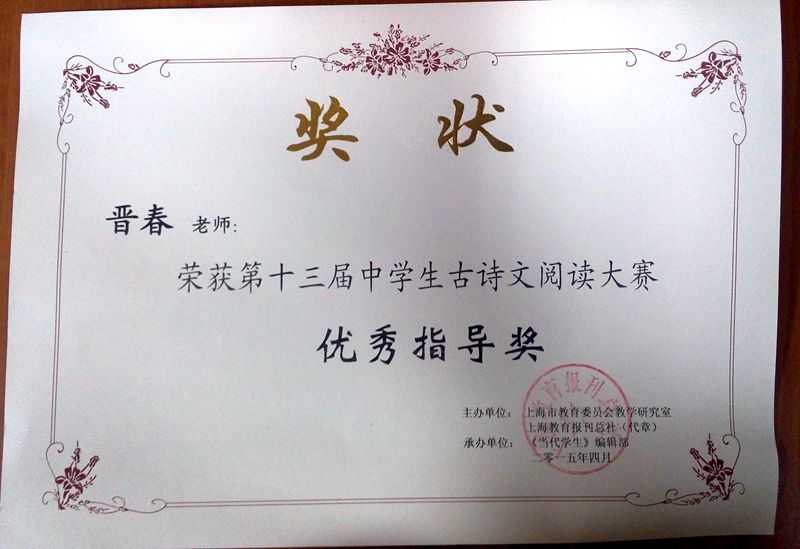 奖 状
晋春 老师:
荣获第十三届中学生古诗文阅读大赛
优秀指导奖
主办单位: 上海市教育委员会教学研究室
上海教育报刊总社(代章)
承办单位: 《当代学生》编辑部
二零一五年四月
育报刊